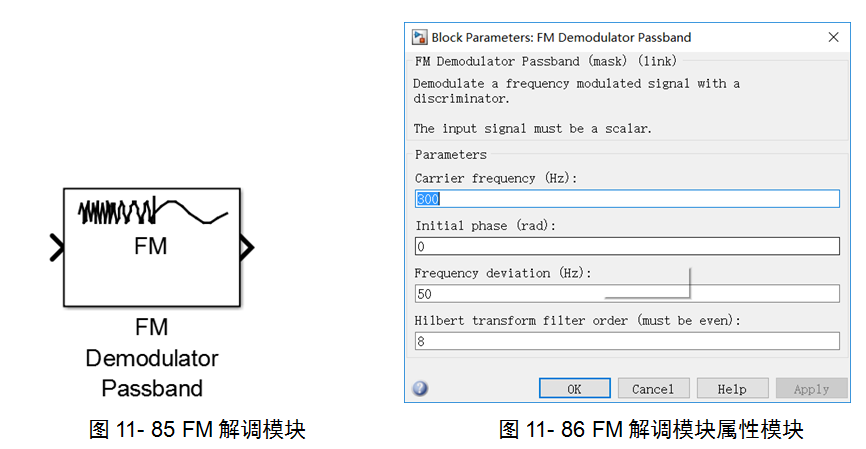 FM
FM
Demodulator
Passband
图 11- 85 FM 解调模块
Block Parameters: FM Demodulator Passband
FM Demodulator Passband (mask) (link)
Demodulate a frequency modulated signal with a
discriminator.
The input signal must be a scalar.
Parameters
Carrier frequency (Hz):
300
Initial phase (rad):
0
Frequency deviation (Hz):
50
Hilbert transform filter order (must be even):
8
OK
Cancel
Help
Apply
图 11- 86 FM 解调模块属性模块